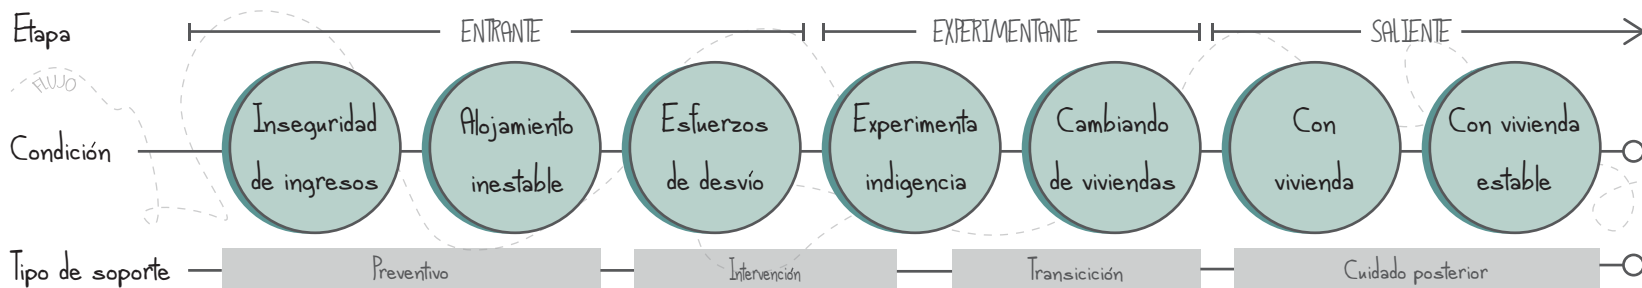 Etapa
ENTRANTE
EXPERIMENTANTE
SALIENTE
FLUJO
Condición
Inseguridad
de ingresos
Alojamiento
inestable
Esfuerzos
de desvío
Experimenta
indigencia
Cambiando
de viviendas
Con
vivienda
Con vivienda
estable
Tipo de soporte
Preventivo
Intervención
Transicición
Cuidado posterior